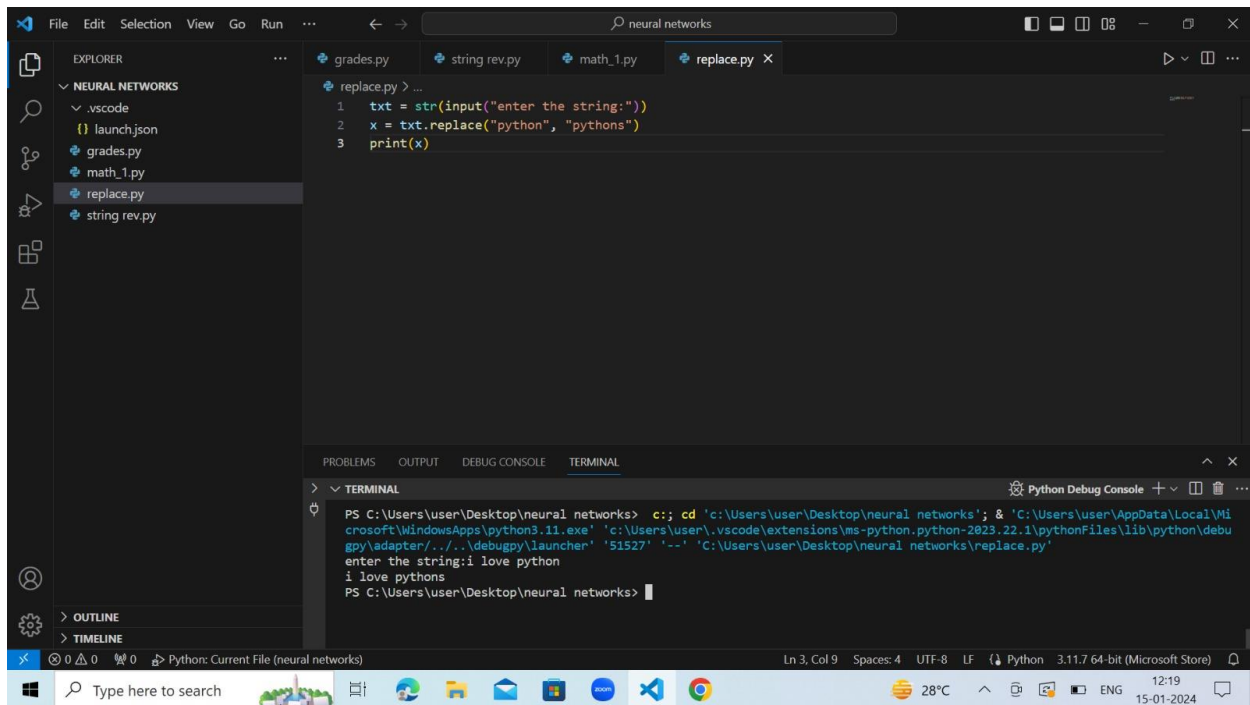 File Edit Selection View Go Run ···
neural networks
EXPLORER
NEURAL NETWORKS
.vscode
{} launch.json
grades.py
math_1.py
replace.py
string rev.py
OUTLINE
TIMELINE
grades.py string rev.py math_1.py replace.py
replace.py > ...
1 txt = str(input("enter the string:"))
2 x = txt.replace("python", "pythons")
3 print(x)
PROBLEMS OUTPUT DEBUG CONSOLE TERMINAL
TERMINAL
Python Debug Console
PS C:\Users\user\Desktop\neural networks> c:; cd 'c:\Users\user\Desktop\neural networks'; & 'C:\Users\user\AppData\Local\Mi
crosoft\WindowsApps\python3.11.exe' 'c:\Users\user\.vscode\extensions\ms-python.python-2023.22.1\pythonFiles\lib\python\debu
gpy\adapter/../..\debugpy\launcher' '51527' '--' 'C:\Users\user\Desktop\neural networks\replace.py'
enter the string:i love python
i love pythons
PS C:\Users\user\Desktop\neural networks>
0 0 0 Python: Current File (neural networks) Ln 3, Col 9 Spaces: 4 UTF-8 LF Python 3.11.7 64-bit (Microsoft Store)
Type here to search
zoom
28°C ENG
12:19
15-01-2024